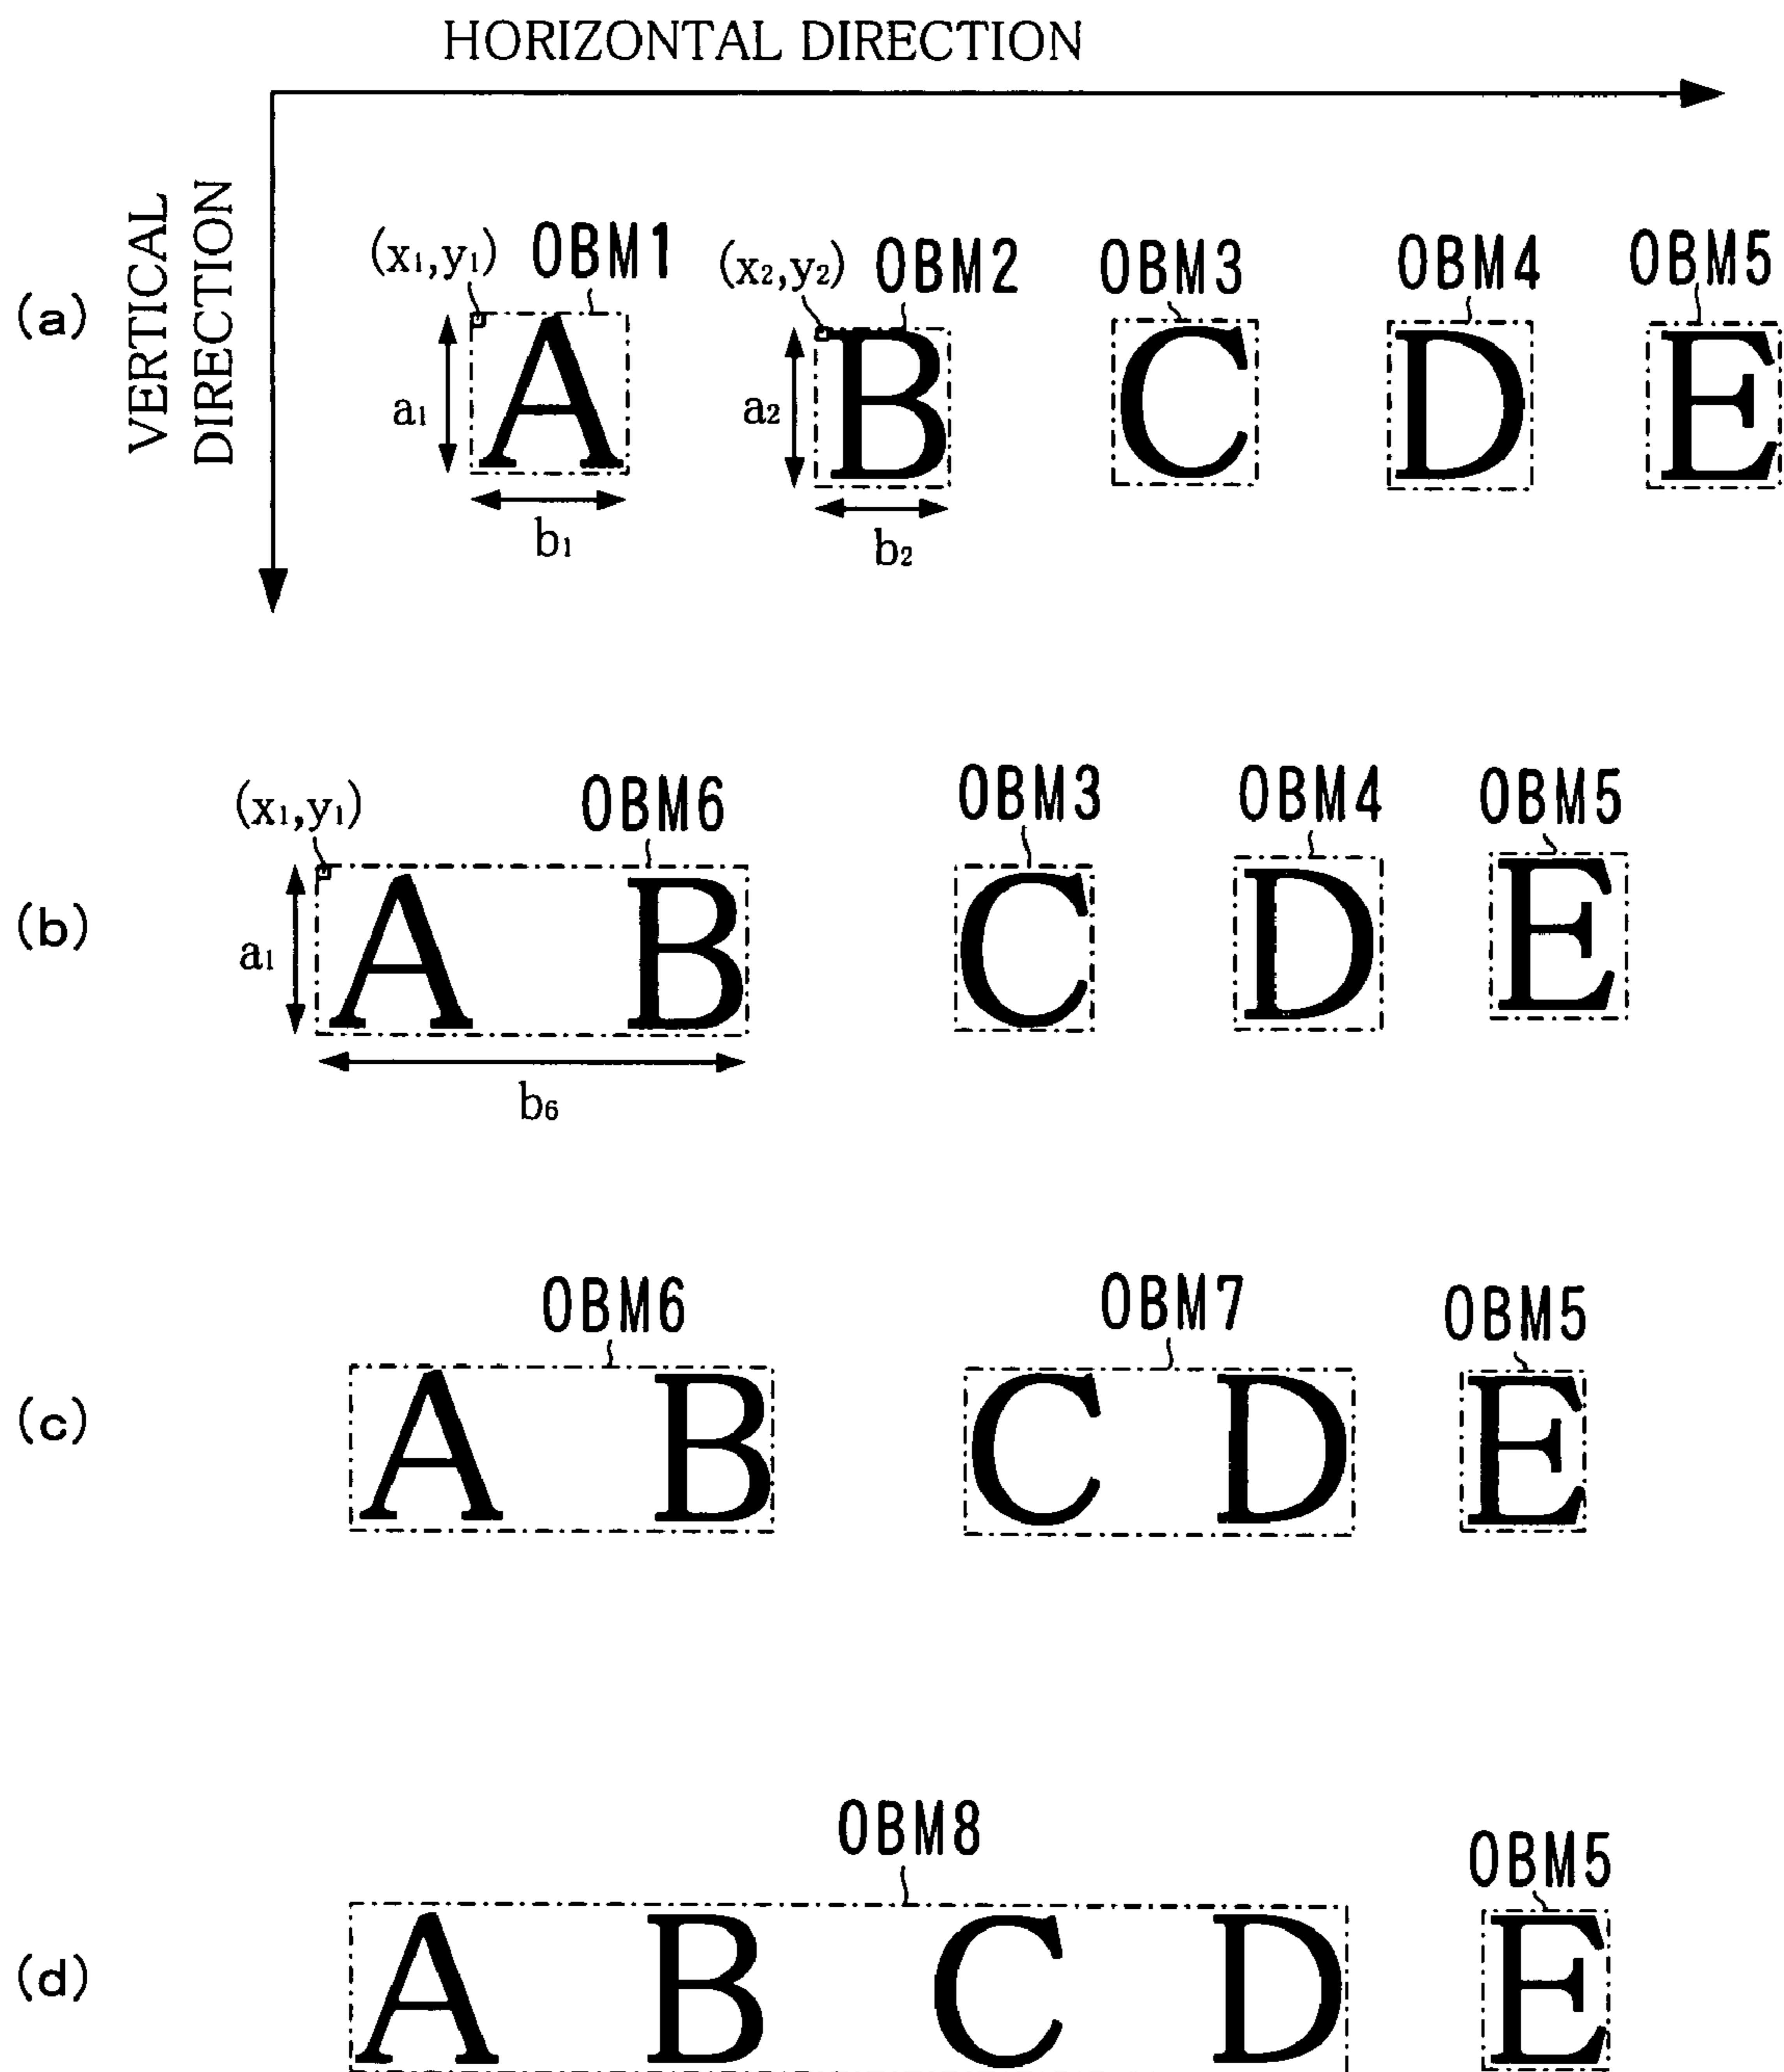 HORIZONTAL DIRECTION
VERTICAL DIRECTION
(a)
(x₁,y₁) OBM1 (x₂,y₂) OBM2 OBM3 OBM4 OBM5
a₁ A a₂ B C D E
b₁ b₂
(b)
(x₁,y₁) OBM6 OBM3 OBM4 OBM5
a₁ A B C D E
b₆
(c)
OBM6 OBM7 OBM5
A B C D E
(d)
OBM8 OBM5
A B C D E